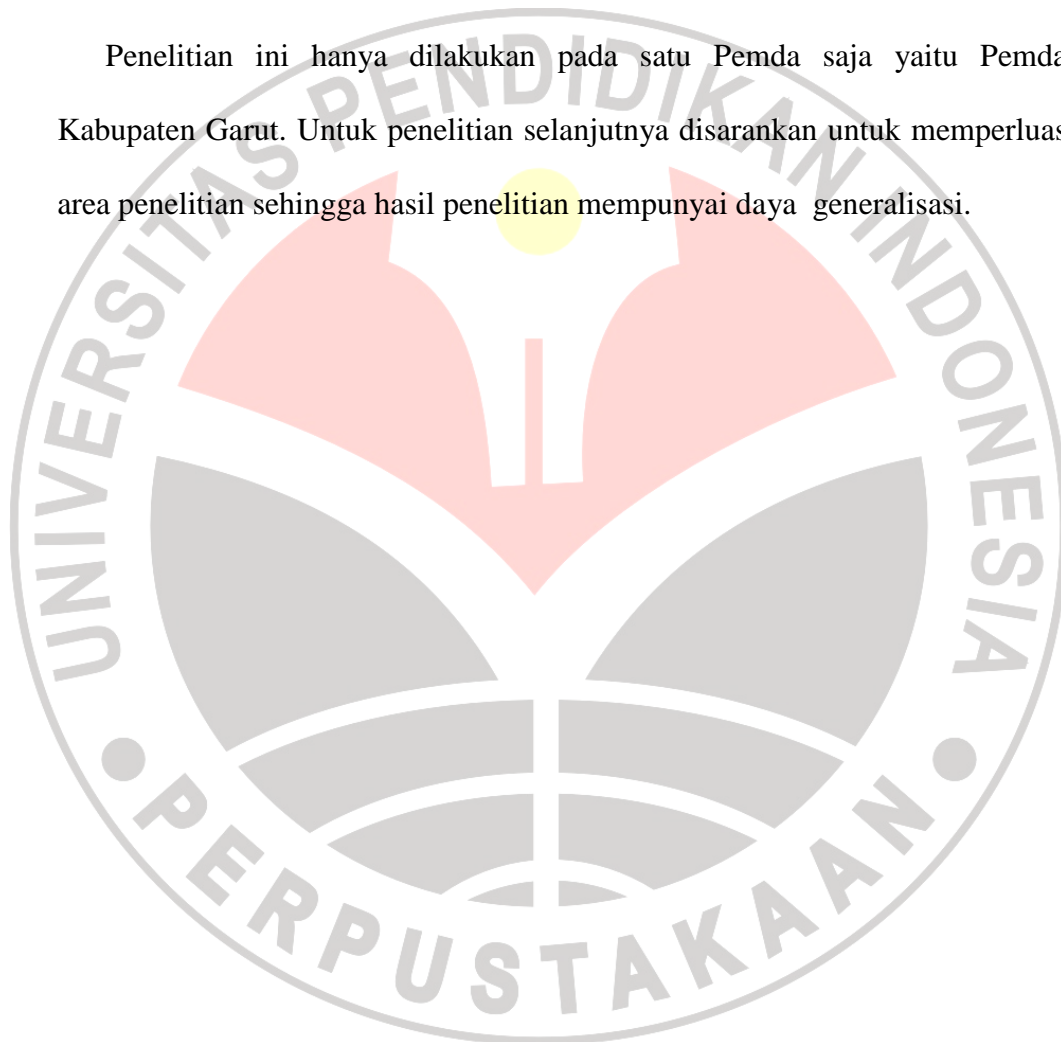 Penelitian ini hanya dilakukan pada satu Pemda saja yaitu Pemda
Kabupaten Garut. Untuk penelitian selanjutnya disarankan untuk memperluas
area penelitian sehingga hasil penelitian mempunyai daya generalisasi.
UNIVERSITAS PENDIDIKAN INDONESIA
PERPUSTAKAAN